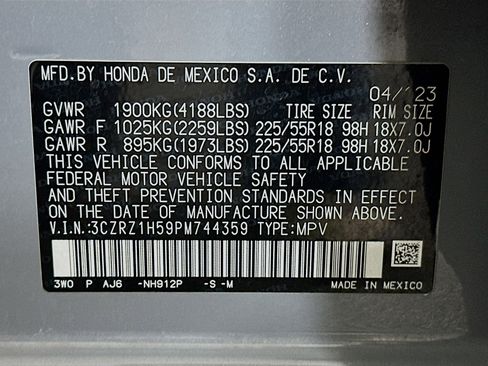 MFD.BY HONDA DE MEXICO S.A. DE C.V.
04/'23
GVWR 1900KG(4188LBS) TIRE SIZE RIM SIZE
GAWR F 1025KG(2259LBS) 225/55R18 98H 18X7.0J
GAWR R 895KG(1973LBS) 225/55R18 98H 18X7.0J
THIS VEHICLE CONFORMS TO ALL APPLICABLE
FEDERAL MOTOR VEHICLE SAFETY
AND THEFT PREVENTION STANDARDS IN EFFECT
ON THE DATE OF MANUFACTURE SHOWN ABOVE.
V.I.N.:3CZRZ1H59PM744359 TYPE:MPV
3W0 P AJ6 -NH912P -S-M
MADE IN MEXICO